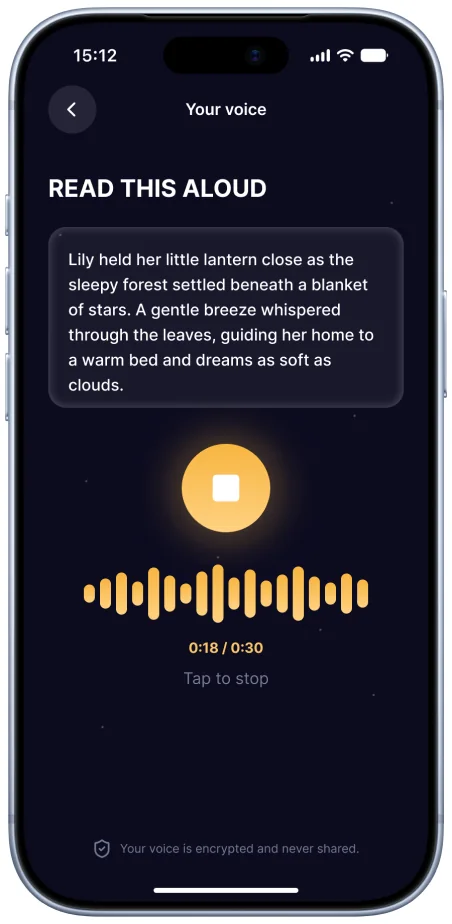 15:12
Your voice
READ THIS ALOUD
Lily held her little lantern close as the
sleepy forest settled beneath a blanket
of stars. A gentle breeze whispered
through the leaves, guiding her home to
a warm bed and dreams as soft as
clouds.
0:18 / 0:30
Tap to stop
Your voice is encrypted and never shared.